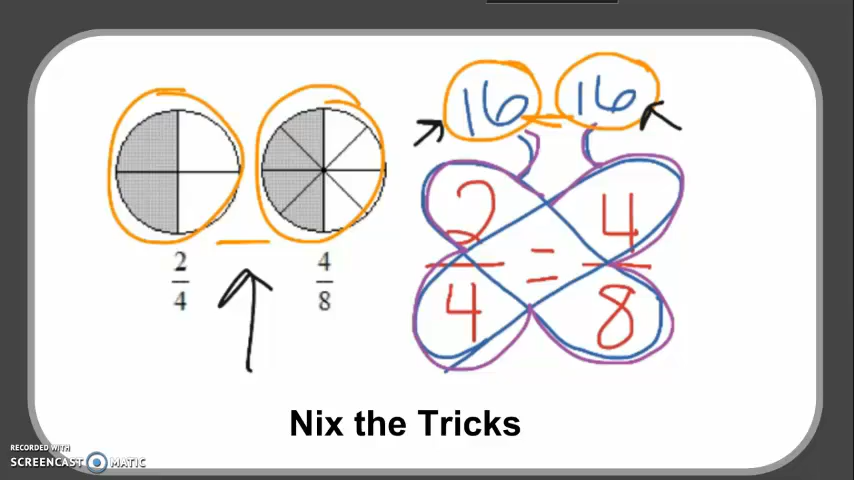 16 = 16
2/4 = 4/8
2/4
4/8
Nix the Tricks
RECORDED WITH
SCREENCAST MATIC